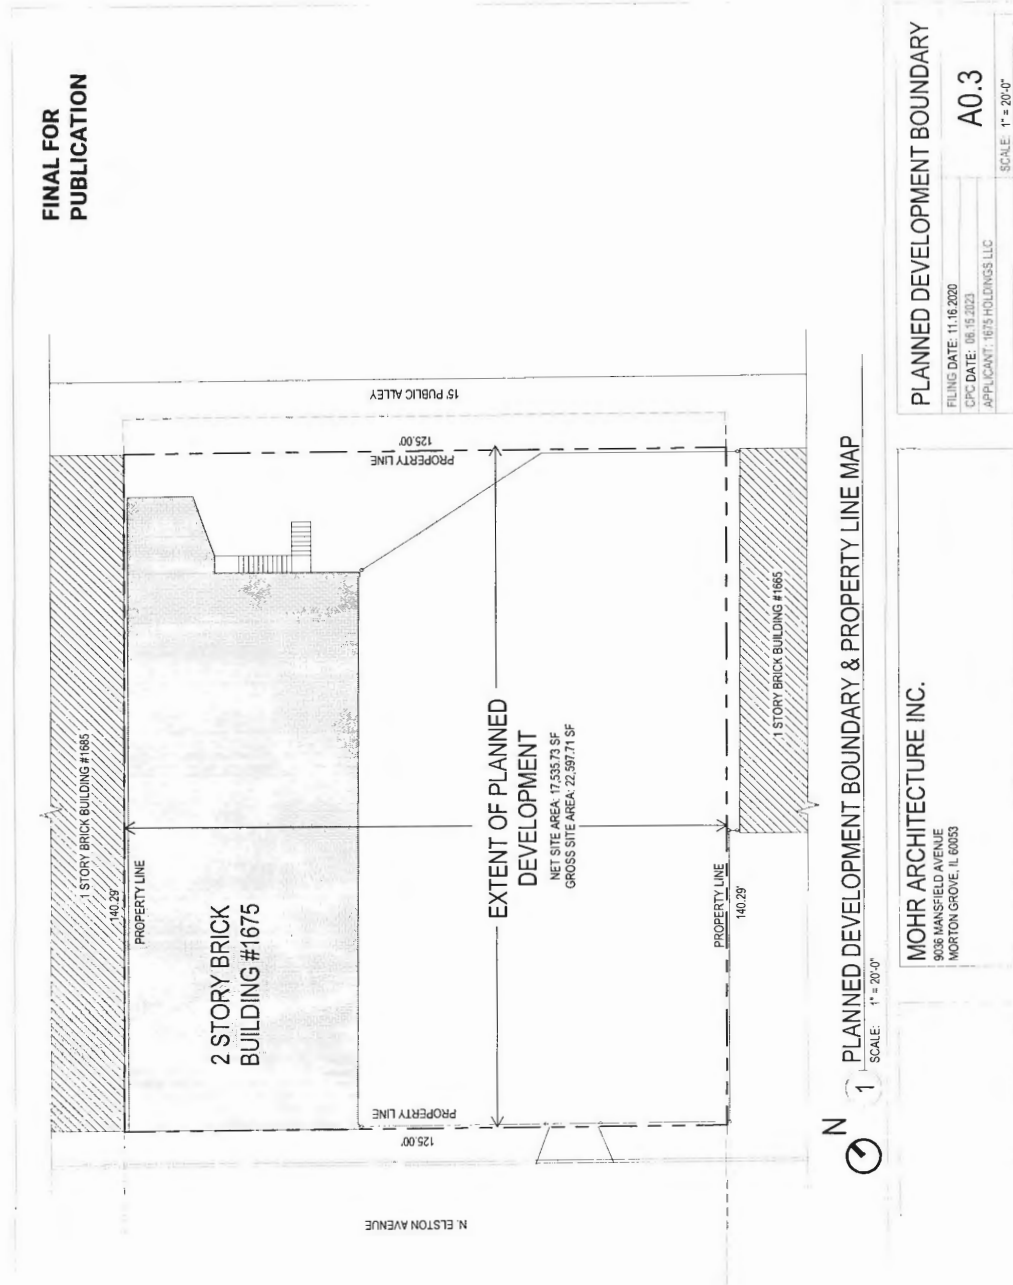 FINAL FOR
PUBLICATION
1 STORY BRICK BUILDING #1685
140.29'
PROPERTY LINE
2 STORY BRICK
BUILDING #1675
N. ELSTON AVENUE
125.00'
PROPERTY LINE
EXTENT OF PLANNED
DEVELOPMENT
NET SITE AREA: 17,535.73 SF
GROSS SITE AREA: 22,597.71 SF
PROPERTY LINE
125.00'
15' PUBLIC ALLEY
PROPERTY LINE
140.29'
1 STORY BRICK BUILDING #1665
N
1
PLANNED DEVELOPMENT BOUNDARY & PROPERTY LINE MAP
SCALE: 1" = 20'-0"
MOHR ARCHITECTURE INC.
9036 MANSFIELD AVENUE
MORTON GROVE, IL 60053
PLANNED DEVELOPMENT BOUNDARY
FILING DATE: 11.16.2020
CPC DATE: 06.15.2023
APPLICANT: 1675 HOLDINGS LLC
A0.3
SCALE: 1" = 20'-0"